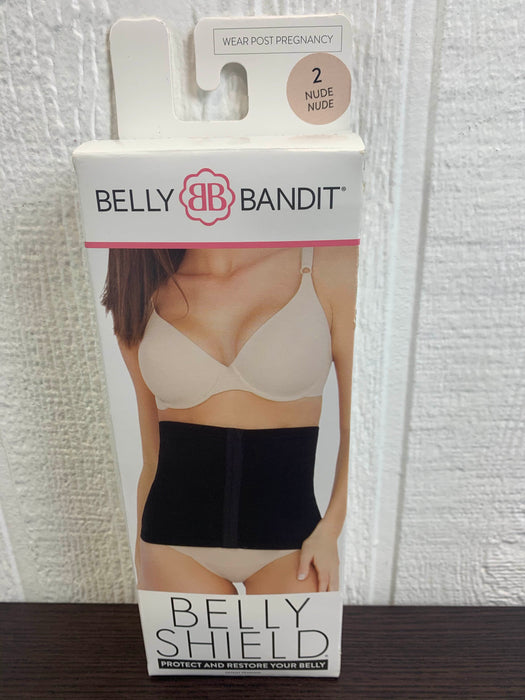 WEAR POST PREGNANCY
2
NUDE
NUDE
BELLY BB BANDIT®
BELLY
SHIELD®
PROTECT AND RESTORE YOUR BELLY